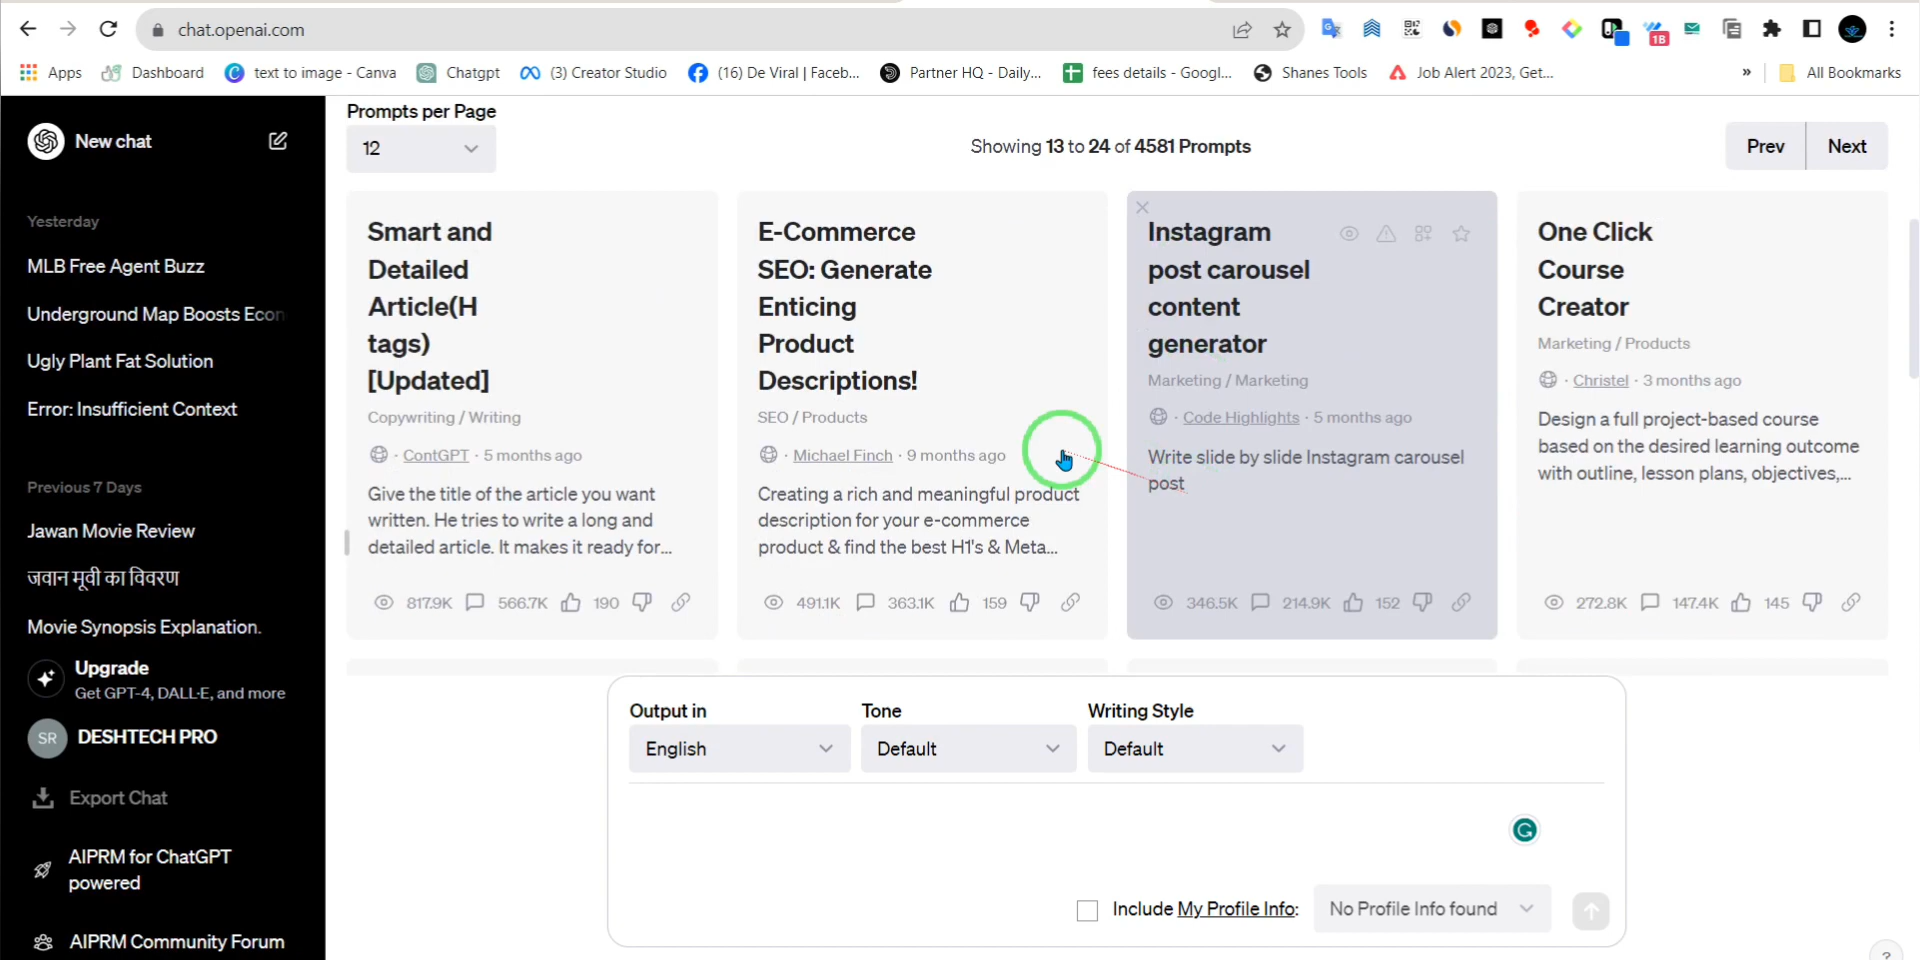 chat.openai.com
18
Apps
Dashboard
text to image - Canva
Chatgpt
(3) Creator Studio
(16) De Viral | Faceb...
Partner HQ - Daily...
fees details - Googl...
Shanes Tools
Job Alert 2023, Get...
»
All Bookmarks
New chat
Yesterday
MLB Free Agent Buzz
Underground Map Boosts Econ
Ugly Plant Fat Solution
Error: Insufficient Context
Previous 7 Days
Jawan Movie Review
जवान मूवी का विवरण
Movie Synopsis Explanation.
Upgrade
Get GPT-4, DALL·E, and more
SR
DESHTECH PRO
Export Chat
AIPRM for ChatGPT
powered
AIPRM Community Forum
Prompts per Page
12
Showing 13 to 24 of 4581 Prompts
Prev
Next
Smart and
Detailed
Article(H
tags)
[Updated]
Copywriting / Writing
· ContGPT · 5 months ago
Give the title of the article you want
written. He tries to write a long and
detailed article. It makes it ready for...
817.9K
566.7K
190
E-Commerce
SEO: Generate
Enticing
Product
Descriptions!
SEO / Products
· Michael Finch · 9 months ago
Creating a rich and meaningful product
description for your e-commerce
product & find the best H1's & Meta...
491.1K
363.1K
159
Instagram
post carousel
content
generator
Marketing / Marketing
· Code Highlights · 5 months ago
Write slide by slide Instagram carousel
post
346.5K
214.9K
152
One Click
Course
Creator
Marketing / Products
· Christel · 3 months ago
Design a full project-based course
based on the desired learning outcome
with outline, lesson plans, objectives,...
272.8K
147.4K
145
Output in
English
Tone
Default
Writing Style
Default
Include My Profile Info:
No Profile Info found
?